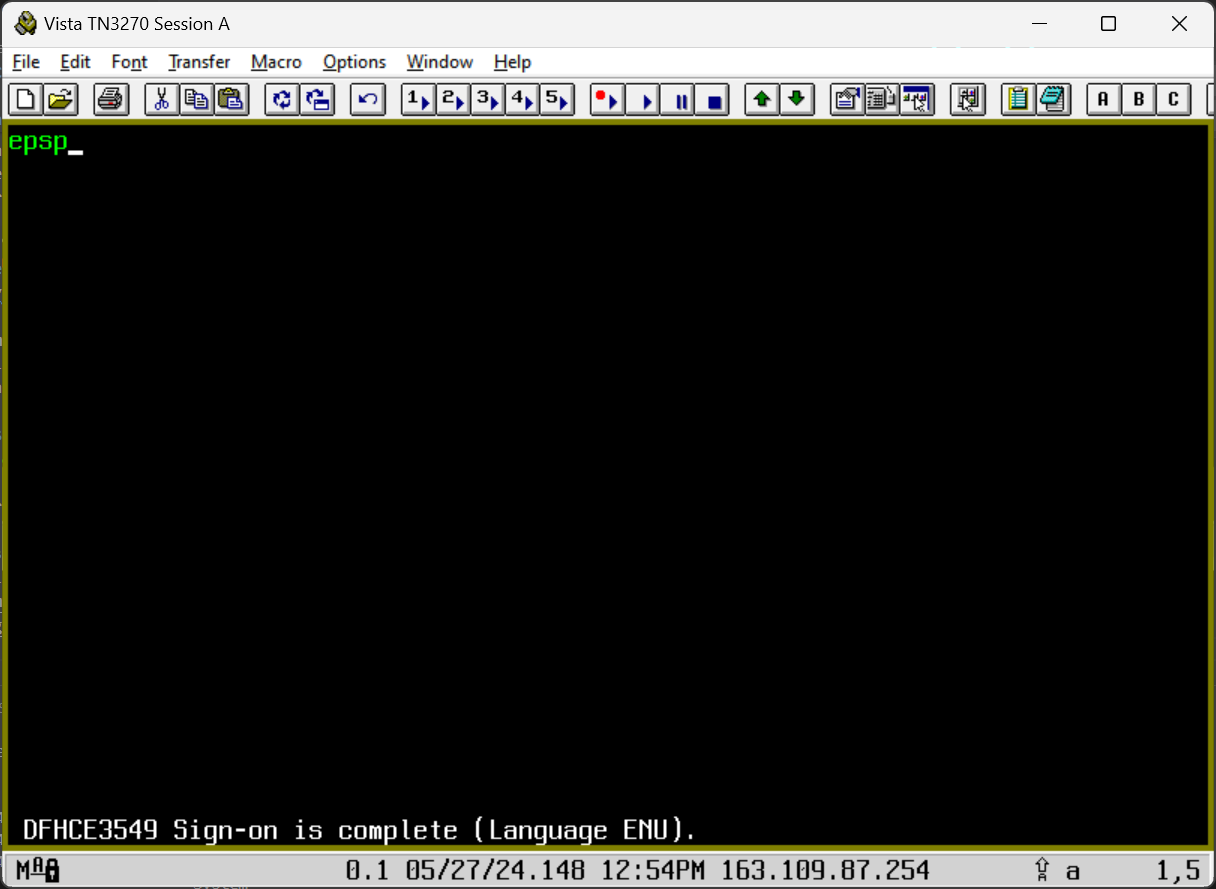 Vista TN3270 Session A
File Edit Font Transfer Macro Options Window Help
1 2 3 4 5 A B C
epsp_
DFHCE3549 Sign-on is complete (Language ENU).
M A 0.1 05/27/24.148 12:54PM 163.109.87.254 A a 1,5